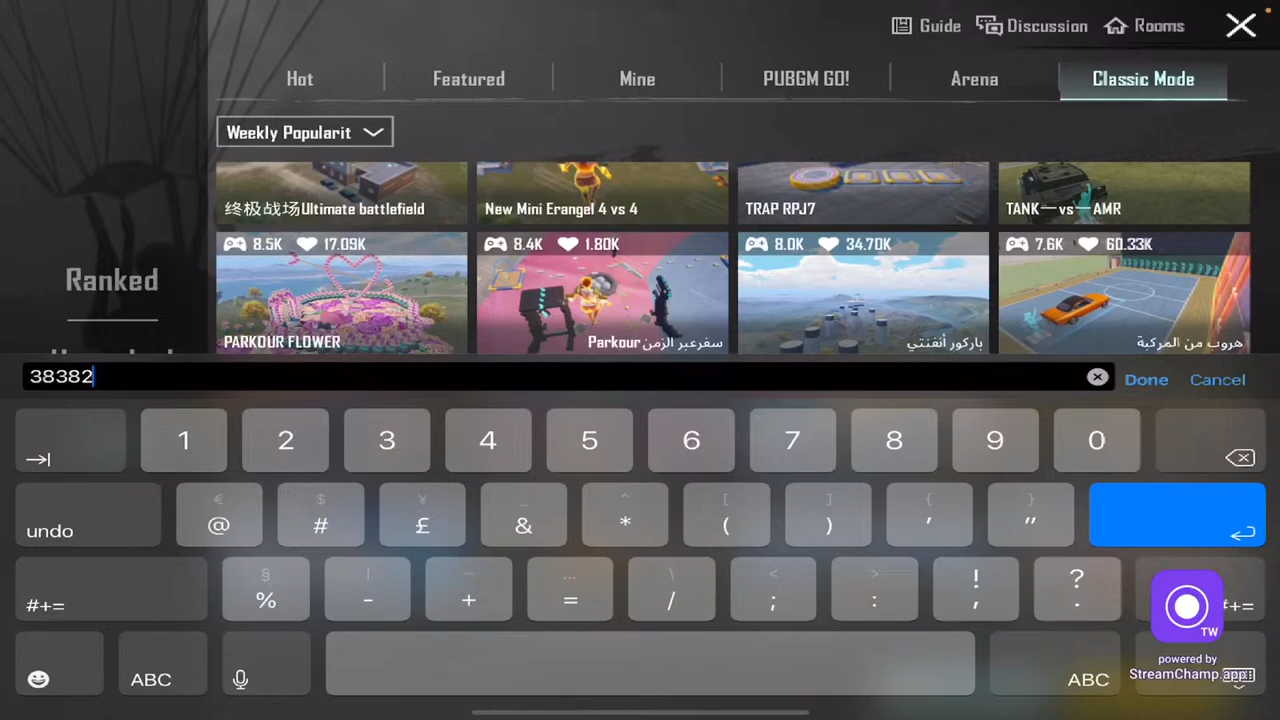 Guide Discussion Rooms
Hot Featured Mine PUBGM GO! Arena Classic Mode
Weekly Popularit
终极战场Ultimate battlefield New Mini Erangel 4 vs 4 TRAP RPJ7 TANK—vs—AMR
8.5K 17.09K 8.4K 1.80K 8.0K 34.70K 7.6K 60.33K
Ranked
PARKOUR FLOWER Parkour سفرعبر الزمن باركور أنفنتي هروب من المركبة
38382 Done Cancel
1 2 3 4 5 6 7 8 9 0
€ $ ¥ _ ^ [ ] { }
undo @ # £ & * ( ) ' "
§ | ~ … \ < > ! ?
#+= % - + = / ; : , . #+=
ABC ABC
TW
powered by
StreamChamp.app